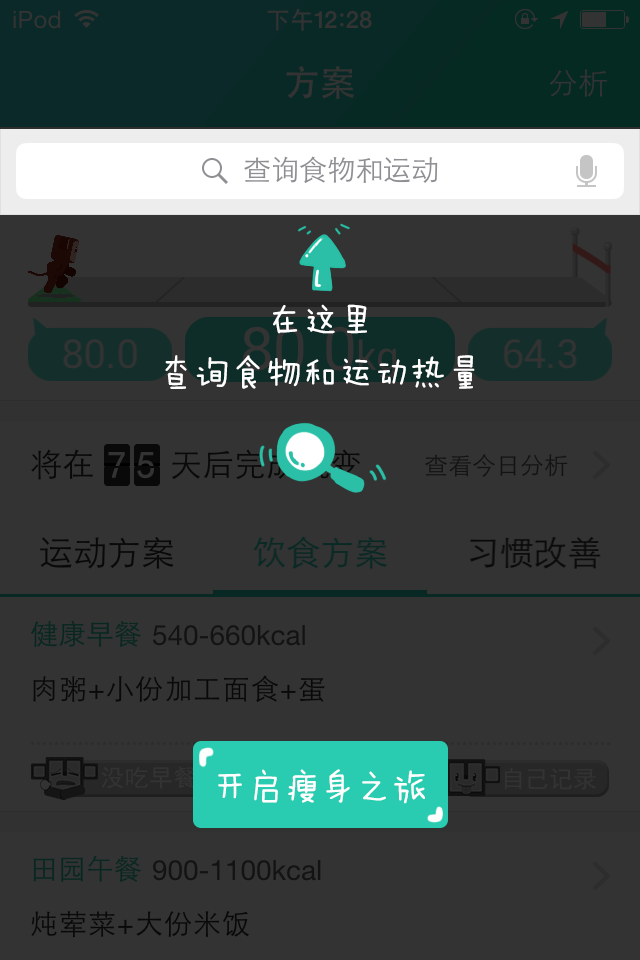 iPod 下午12:28
方案 分析
查询食物和运动
在这里
80.0 80.0kg 64.3
查询食物和运动热量
将在 75 天后完成 变 查看今日分析
运动方案 饮食方案 习惯改善
健康早餐 540-660kcal
肉粥+小份加工面食+蛋
没吃早餐 自己记录
开启瘦身之旅
田园午餐 900-1100kcal
炖荤菜+大份米饭